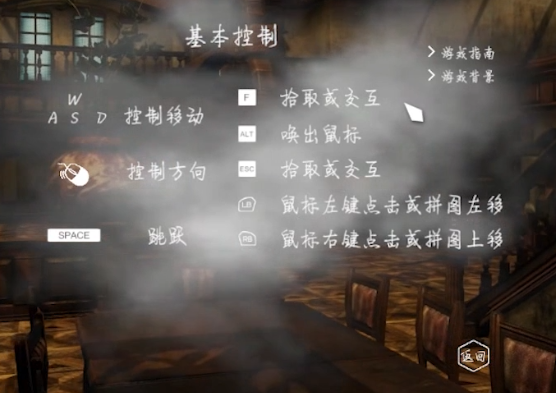 基本控制
> 游戏指南
> 游戏背景
W
A S D 控制移动
控制方向
SPACE 跳跃
F 拾取或交互
ALT 唤出鼠标
ESC 拾取或交互
LB 鼠标左键点击或拼图左移
RB 鼠标右键点击或拼图上移
返回